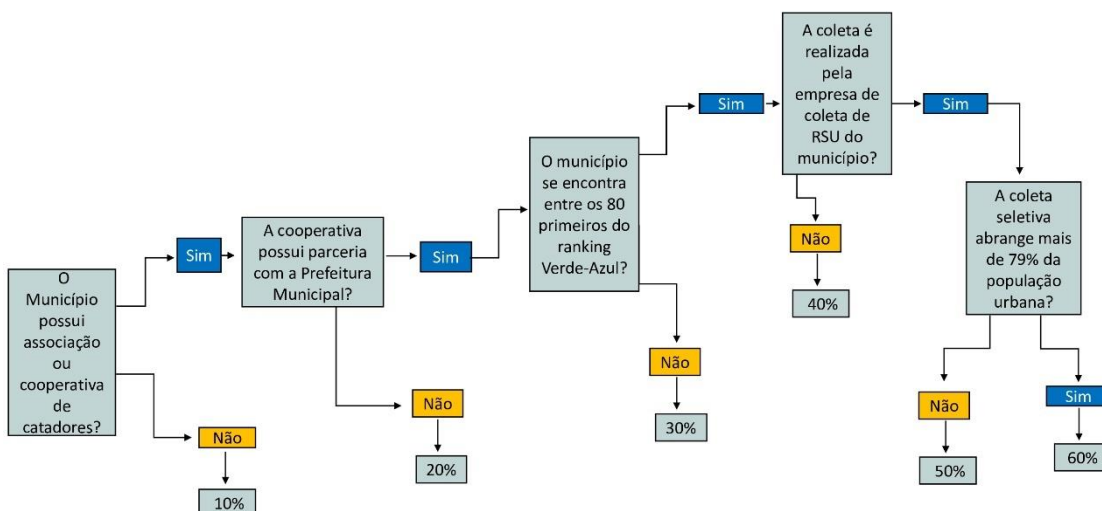 O
Município
possui
associação
ou
cooperativa
de
catadores?
Sim
Não
10%
A cooperativa
possui parceria
com a Prefeitura
Municipal?
Sim
Não
20%
O município
se encontra
entre os 80
primeiros do
ranking
Verde-Azul?
Sim
Não
30%
A coleta é
realizada
pela
empresa de
coleta de
RSU do
município?
Sim
Não
40%
A coleta
seletiva
abrange mais
de 79% da
população
urbana?
Não
50%
Sim
60%